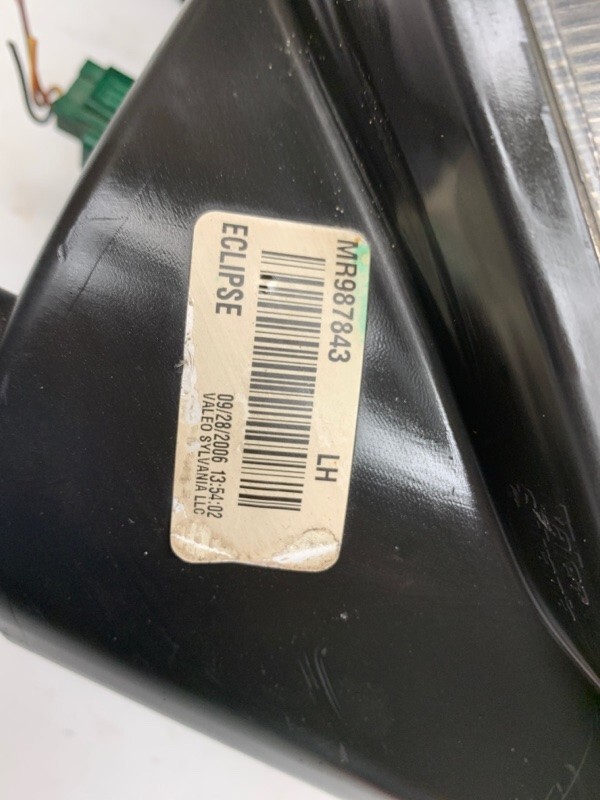 MR987843 LH
ECLIPSE
09/28/2006 13:54:02
VALEO SYLVANIA LLC